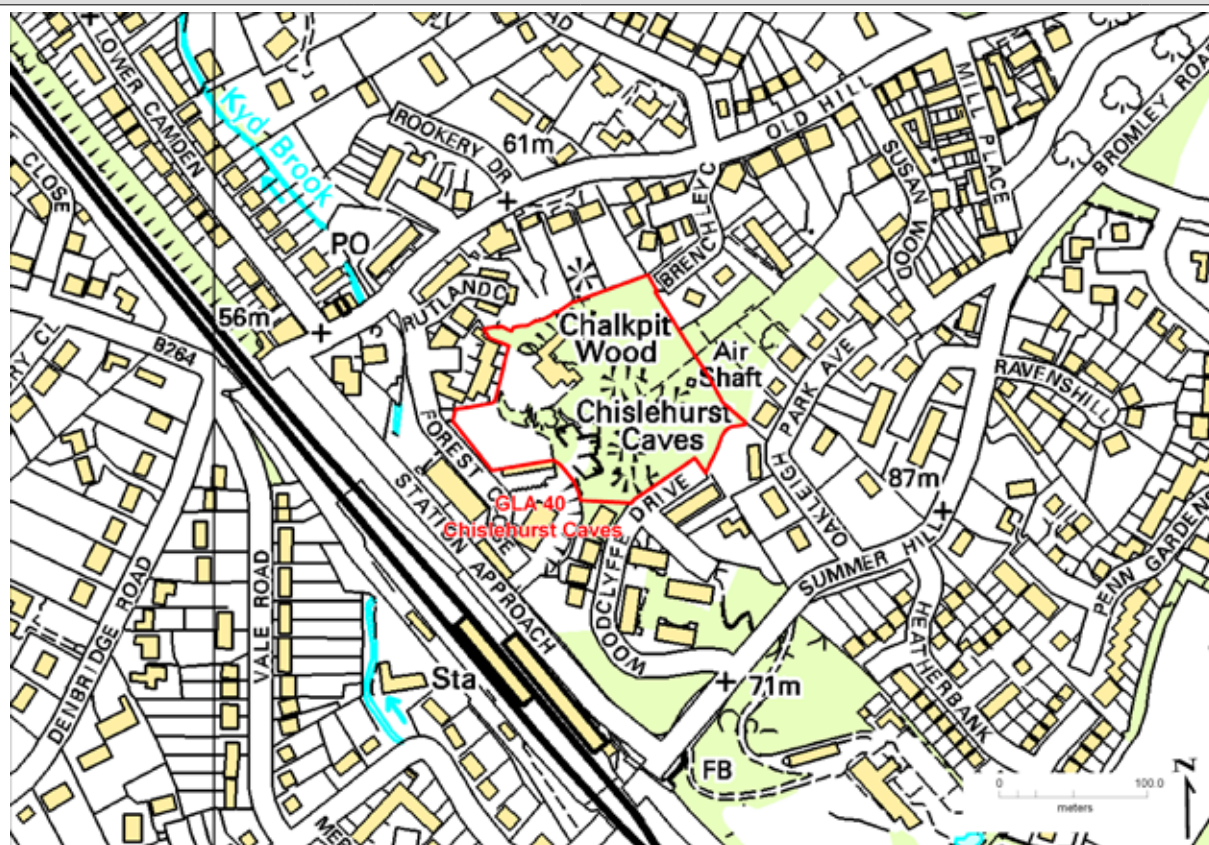 LOWER CAMDEN
Kyd Brook
ROOKERY DR
61m
OLD HILL
MILL PLACE
BROMLEY ROAD
SUSAN WOOD
BRENCHLEY C
CLOSE
PO
RUTLAND C
56m
B264
Chalkpit
Wood
Air
Shaft
Chislehurst
Caves
PARK AVE
OAKLEIGH
RAVENSHILL
87m
FOREST CLOSE
STATION APPROACH
GLA 40
Chislehurst Caves
WOODCLYFFE DRIVE
SUMMER HILL
PENN GARDENS
HEATHERBANK
DENBRIDGE ROAD
VALE ROAD
Sta
71m
FB
0
100.0
meters
N